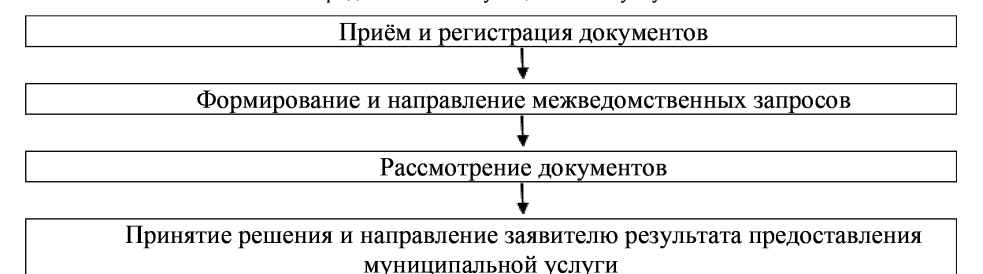 Приём и регистрация документов
Формирование и направление межведомственных запросов
Рассмотрение документов
Принятие решения и направление заявителю результата предоставления
муниципальной услуги